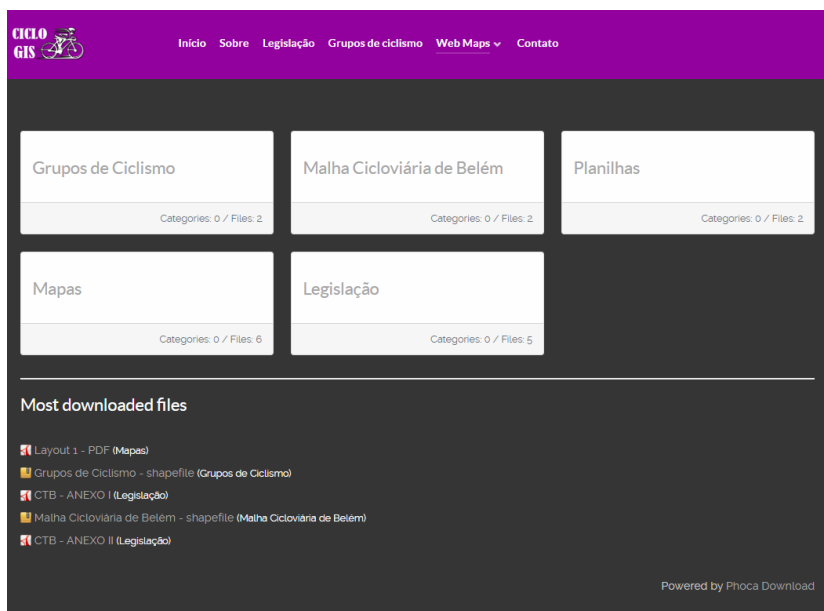 CICLO
GIS
Início Sobre Legislação Grupos de ciclismo Web Maps Contato
Grupos de Ciclismo
Categories: 0 / Files: 2
Malha Cicloviária de Belém
Categories: 0 / Files: 2
Planilhas
Categories: 0 / Files: 2
Mapas
Categories: 0 / Files: 6
Legislação
Categories: 0 / Files: 5
Most downloaded files
Layout 1 - PDF (Mapas)
Grupos de Ciclismo - shapefile (Grupos de Ciclismo)
CTB - ANEXO I (Legislação)
Malha Cicloviária de Belém - shapefile (Malha Cicloviária de Belém)
CTB - ANEXO II (Legislação)
Powered by Phoca Download